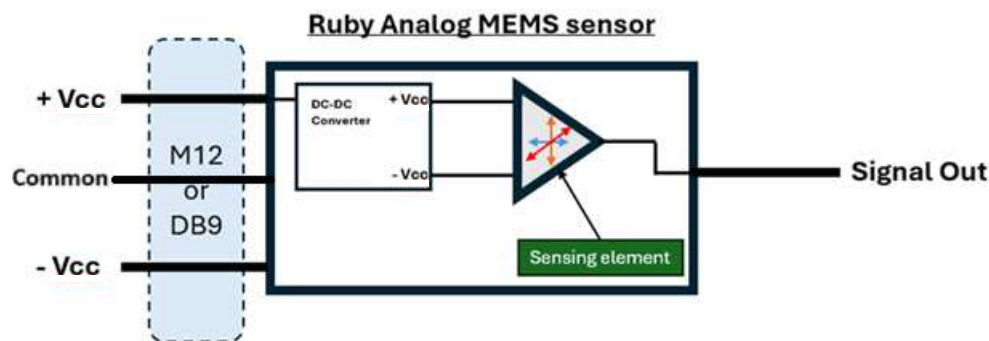 Ruby Analog MEMS sensor
+ Vcc
Common
- Vcc
M12
or
DB9
DC-DC
Converter
+ Vcc
- Vcc
Sensing element
Signal Out